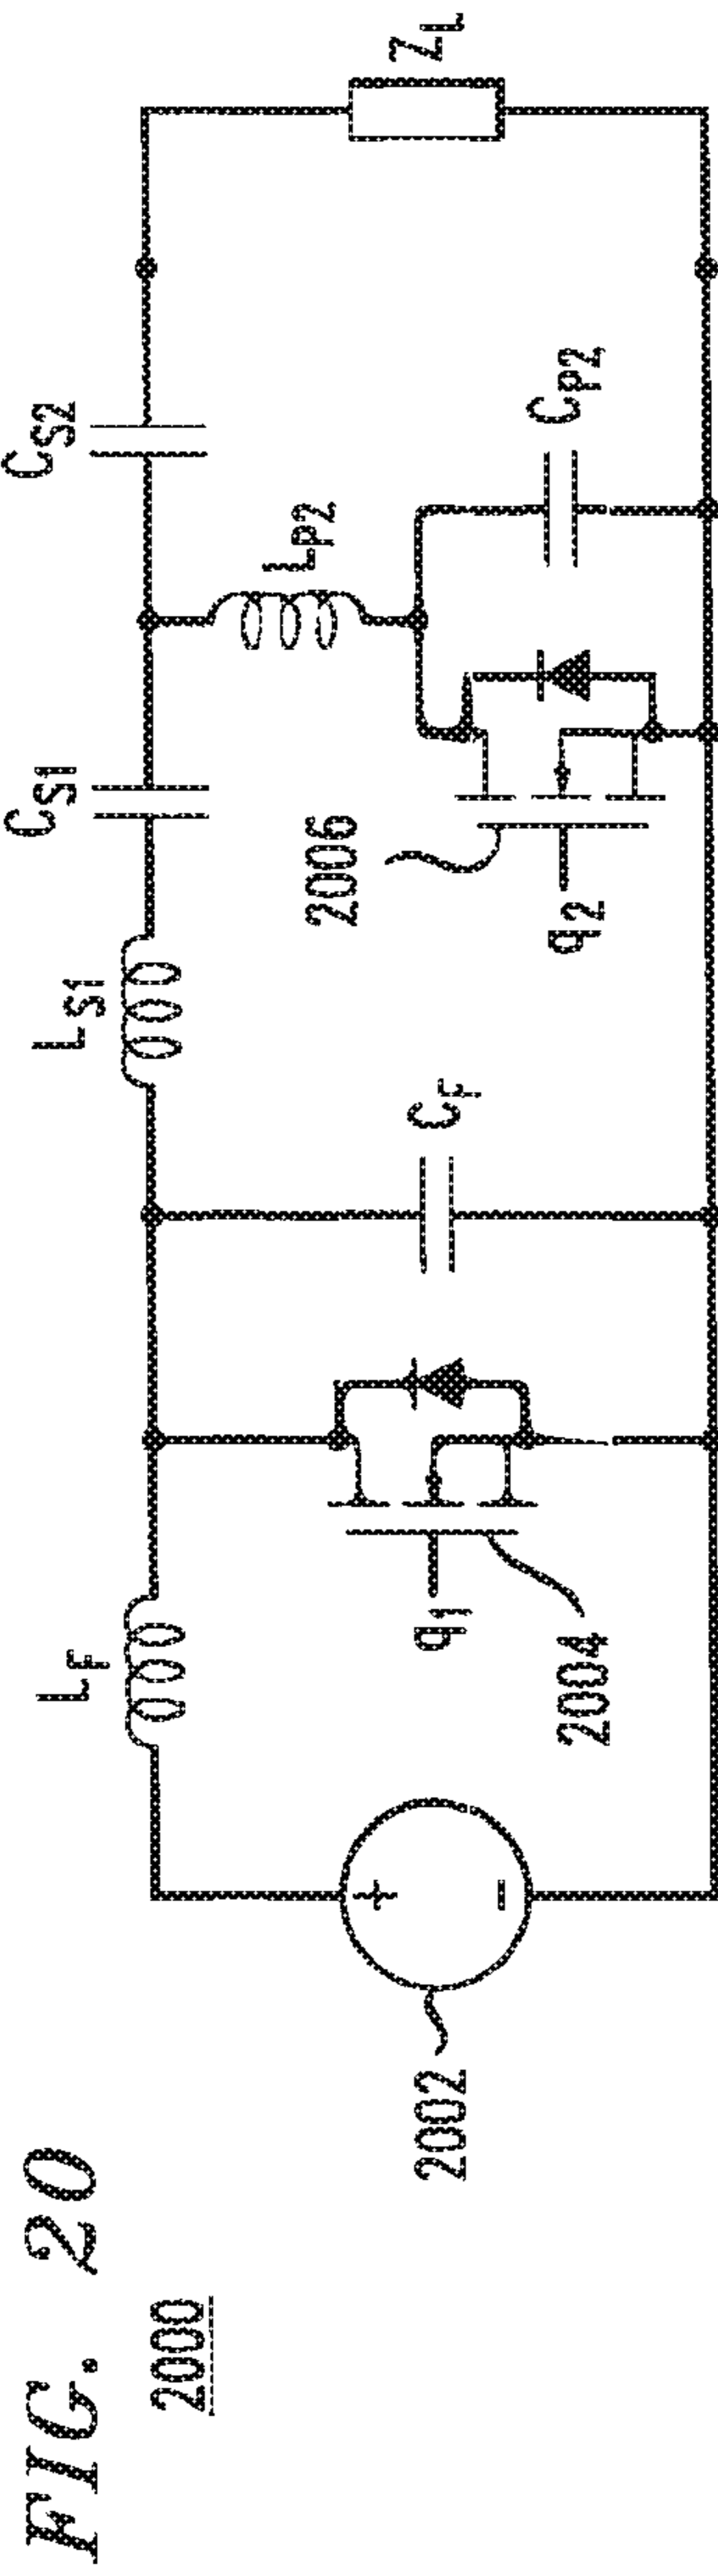 FIG. 20
2000
2002
+
-
L_F
q_1
2004
C_F
L_S1
C_S1
q_2
2006
L_P2
C_S2
C_P2
Z_L